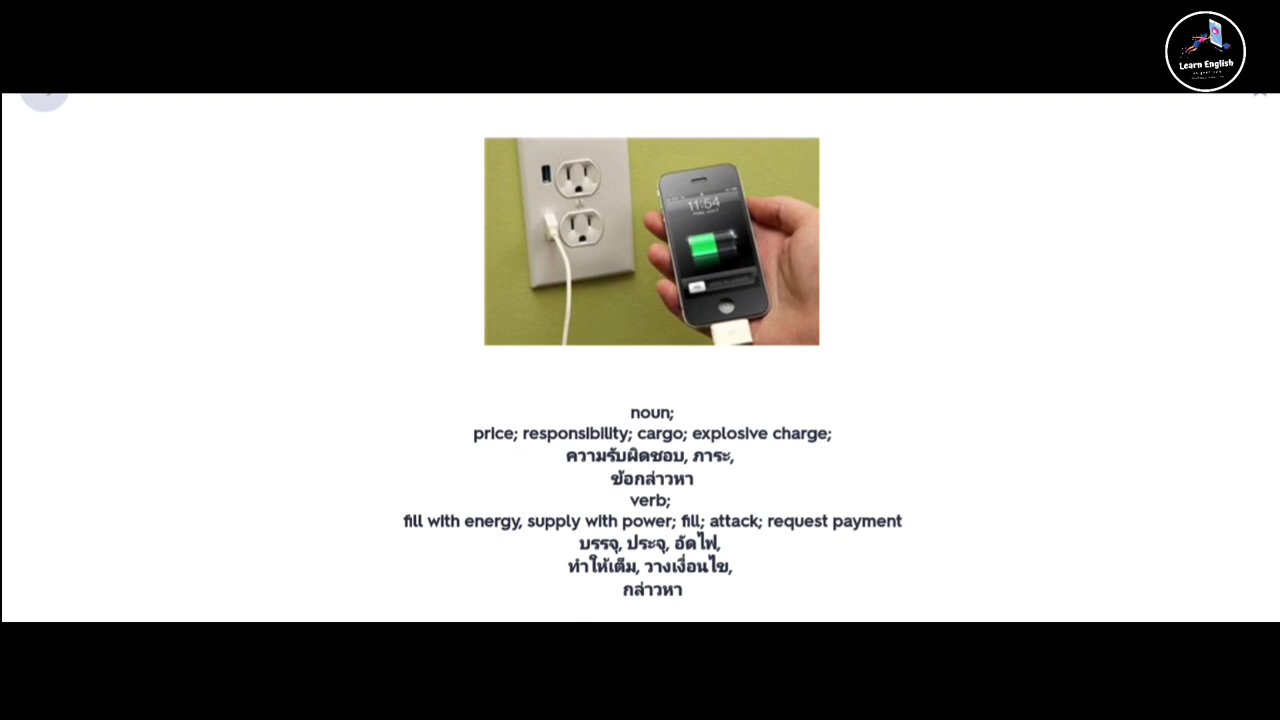 Learn English
11:54
noun;
price; responsibility; cargo; explosive charge;
ความรับผิดชอบ, ภาระ,
ข้อกล่าวหา
verb;
fill with energy, supply with power; fill; attack; request payment
บรรจุ, ประจุ, อัดไฟ,
ทำให้เต็ม, วางเงื่อนไข,
กล่าวหา